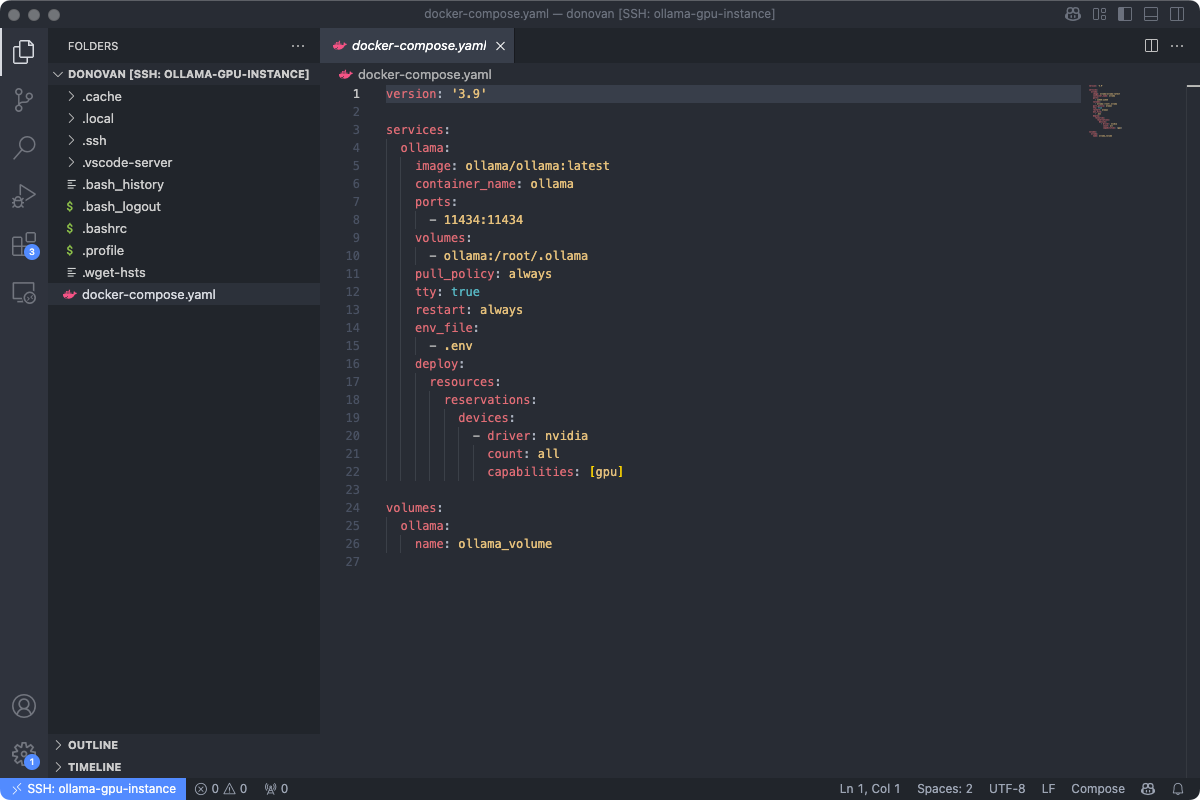 docker-compose.yaml — donovan [SSH: ollama-gpu-instance]
FOLDERS
DONOVAN [SSH: OLLAMA-GPU-INSTANCE]
.cache
.local
.ssh
.vscode-server
.bash_history
$ .bash_logout
$ .bashrc
$ .profile
.wget-hsts
docker-compose.yaml
OUTLINE
TIMELINE
3
1
docker-compose.yaml
docker-compose.yaml
1 version: '3.9'
2
3 services:
4   ollama:
5     image: ollama/ollama:latest
6     container_name: ollama
7     ports:
8       - 11434:11434
9     volumes:
10       - ollama:/root/.ollama
11     pull_policy: always
12     tty: true
13     restart: always
14     env_file:
15       - .env
16     deploy:
17       resources:
18         reservations:
19           devices:
20             - driver: nvidia
21               count: all
22               capabilities: [gpu]
23
24 volumes:
25   ollama:
26     name: ollama_volume
27
SSH: ollama-gpu-instance 0 0 0 Ln 1, Col 1 Spaces: 2 UTF-8 LF Compose